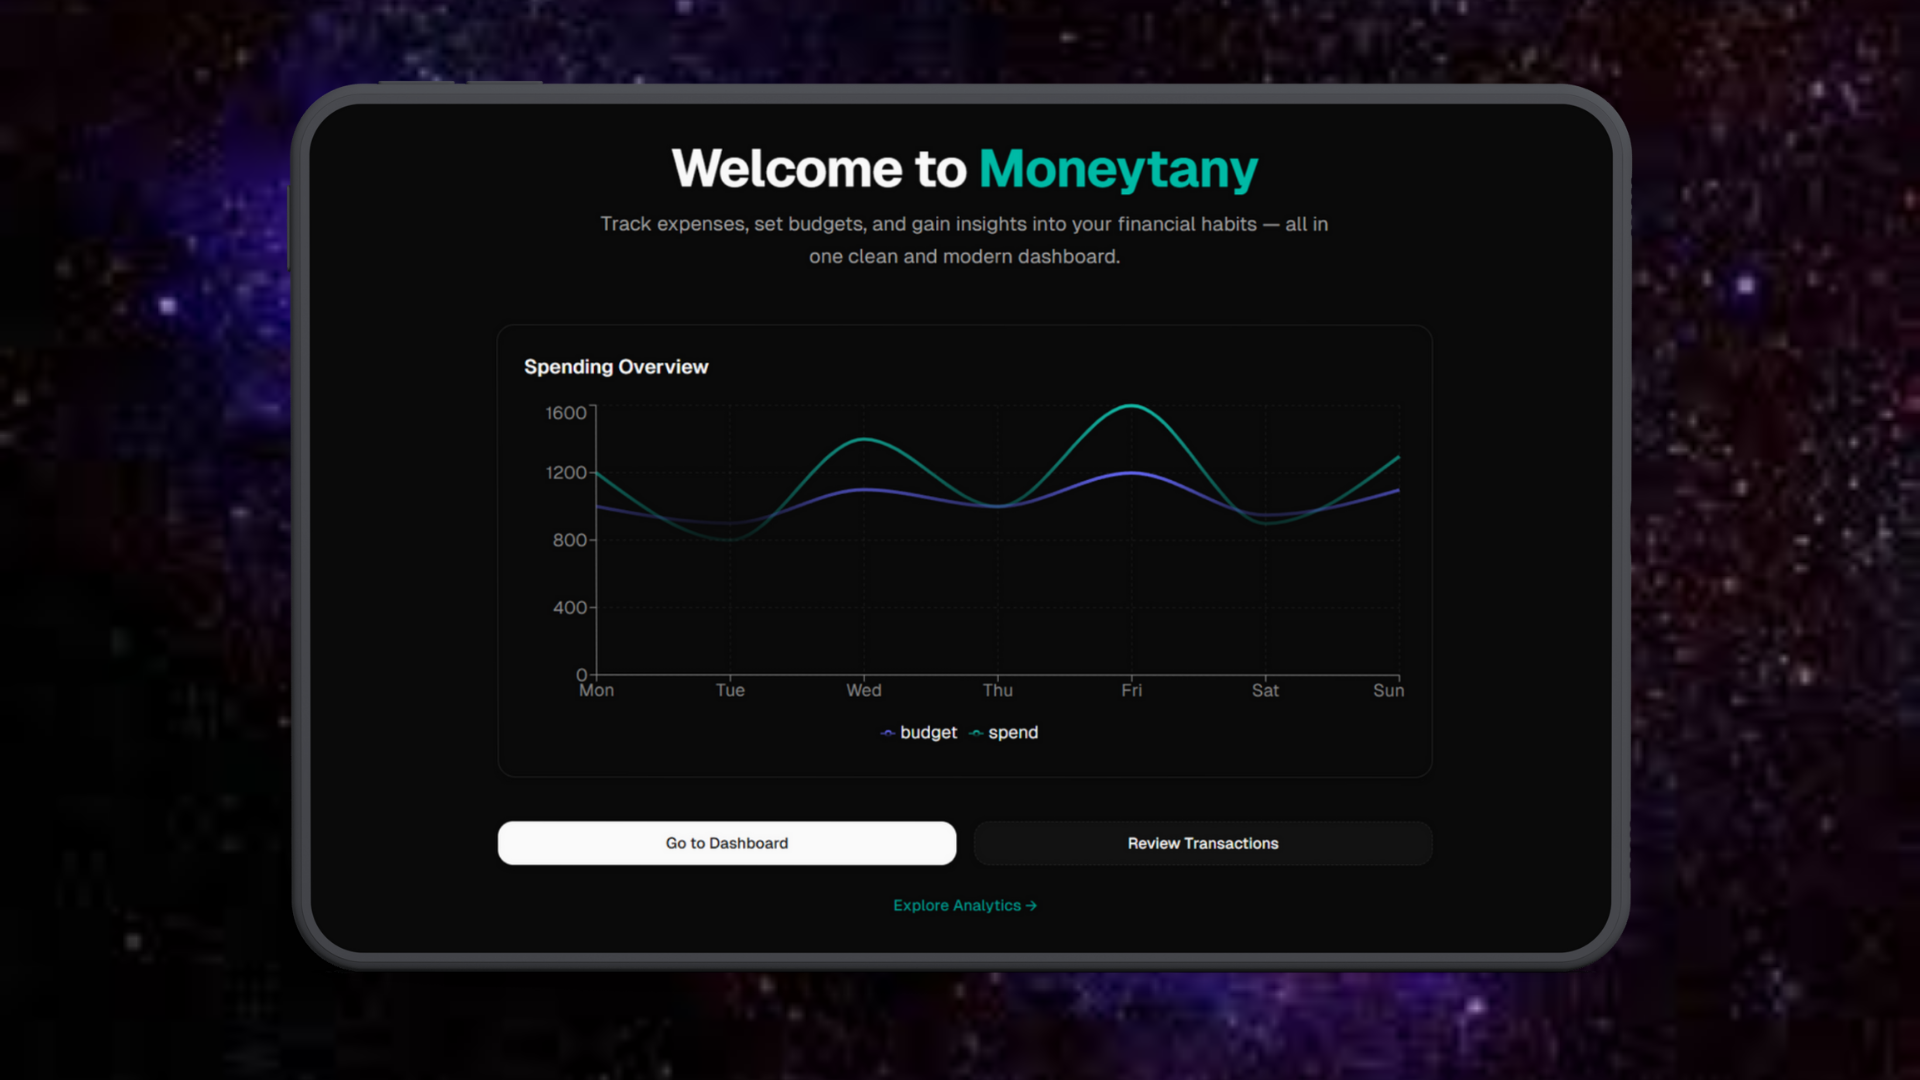 Welcome to Moneytany
Track expenses, set budgets, and gain insights into your financial habits — all in
one clean and modern dashboard.
Spending Overview
1600
1200
800
400
0
Mon Tue Wed Thu Fri Sat Sun
budget spend
Go to Dashboard Review Transactions
Explore Analytics →